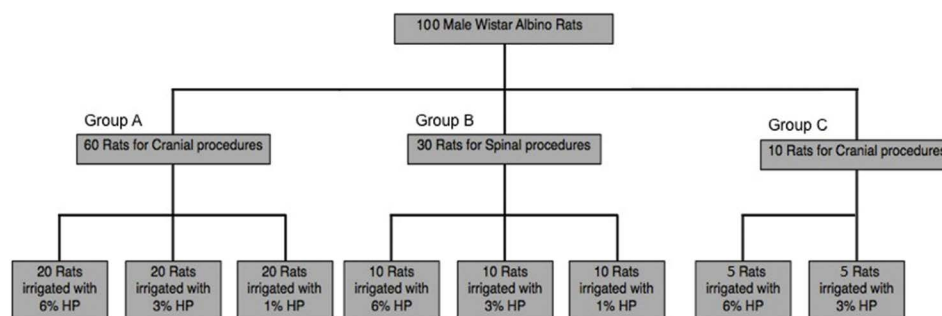 100 Male Wistar Albino Rats
Group A
60 Rats for Cranial procedures
Group B
30 Rats for Spinal procedures
Group C
10 Rats for Cranial procedures
20 Rats
irrigated with
6% HP
20 Rats
irrigated with
3% HP
20 Rats
irrigated with
1% HP
10 Rats
irrigated with
6% HP
10 Rats
irrigated with
3% HP
10 Rats
irrigated with
1% HP
5 Rats
irrigated with
6% HP
5 Rats
irrigated with
3% HP